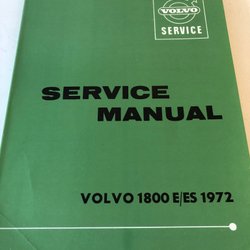 VOLVO
SERVICE
SERVICE
MANUAL
VOLVO 1800 E/ES 1972